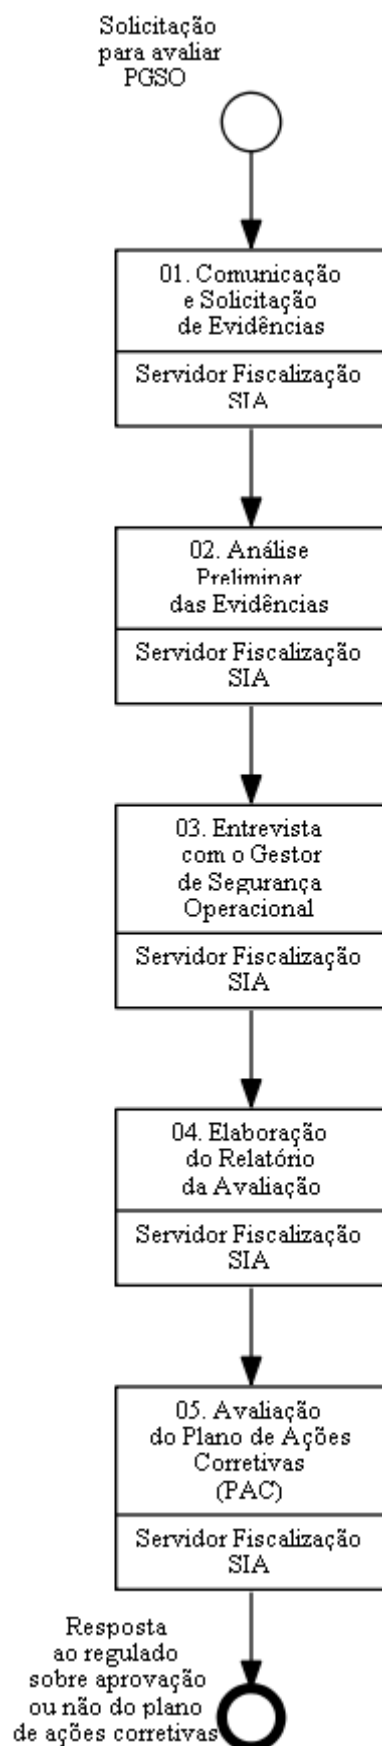 Solicitação
para avaliar
PGSO
01. Comunicação
e Solicitação
de Evidências
Servidor Fiscalização
SIA
02. Análise
Preliminar
das Evidências
Servidor Fiscalização
SIA
03. Entrevista
com o Gestor
de Segurança
Operacional
Servidor Fiscalização
SIA
04. Elaboração
do Relatório
da Avaliação
Servidor Fiscalização
SIA
05. Avaliação
do Plano de Ações
Corretivas
(PAC)
Servidor Fiscalização
SIA
Resposta
ao regulado
sobre aprovação
ou não do plano
de ações corretivas